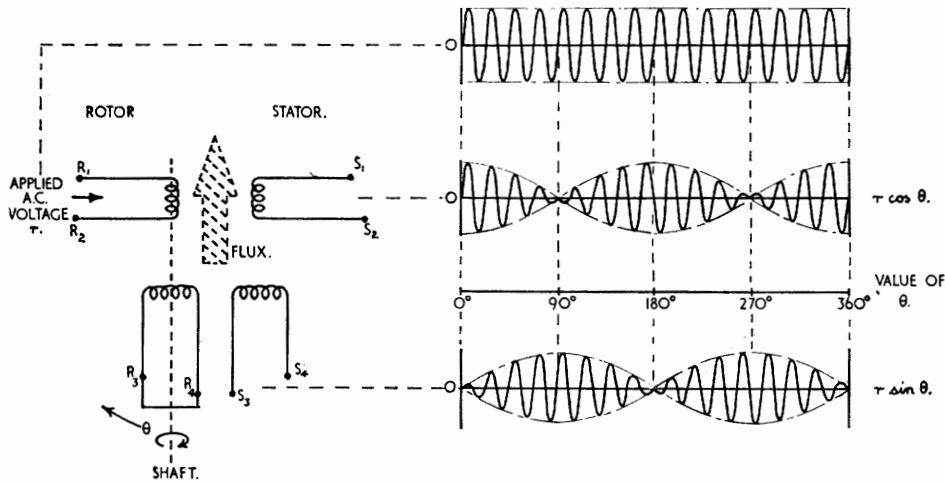 O
ROTOR
STATOR.
R₁
S₁
APPLIED
A.C.
VOLTAGE
r.
O
r cos θ.
R₂
S₂
FLUX.
VALUE OF
θ.
0°
90°
180°
270°
360°
R₃
R₄
S₃
S₄
O
r sin θ.
θ
SHAFT.